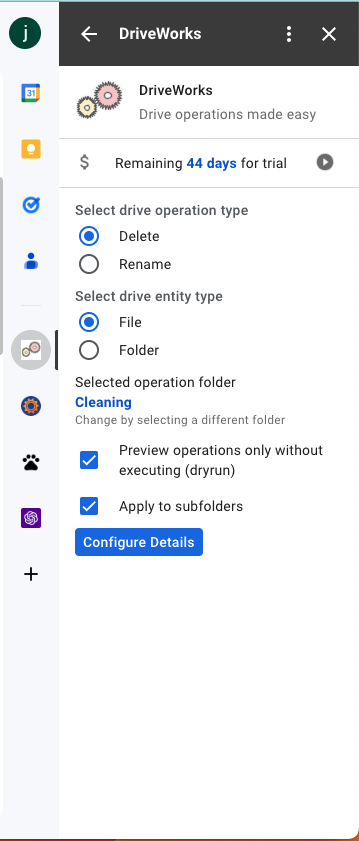 j
DriveWorks
31
DriveWorks
Drive operations made easy
$
Remaining 44 days for trial
Select drive operation type
Delete
Rename
Select drive entity type
File
Folder
Selected operation folder
Cleaning
Change by selecting a different folder
Preview operations only without
executing (dryrun)
Apply to subfolders
Configure Details